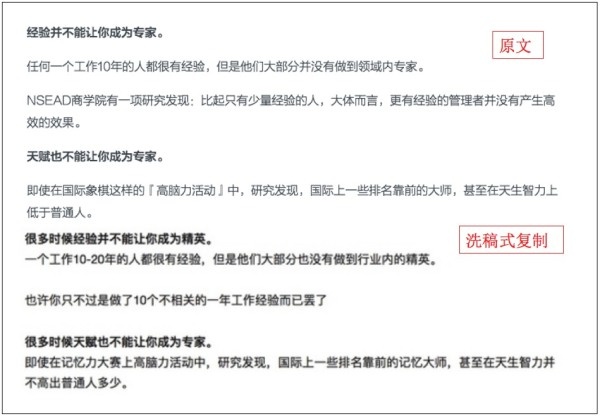 经验并不能让你成为专家。
原文
任何一个工作10年的人都很有经验，但是他们大部分并没有做到领域内专家。
NSEAD商学院有一项研究发现：比起只有少量经验的人，大体而言，更有经验的管理者并没有产生高
效的效果。
天赋也不能让你成为专家。
即使在国际象棋这样的『高脑力活动』中，研究发现，国际上一些排名靠前的大师，甚至在天生智力上
低于普通人。
很多时候经验并不能让你成为精英。
洗稿式复制
一个工作10-20年的人都很有经验，但是他们大部分也没有做到行业内的精英。
也许你只不过是做了10个不相关的一年工作经验而已罢了
很多时候天赋也不能让你成为专家。
即使在记忆力大赛上高脑力活动中，研究发现，国际上一些排名靠前的记忆大师，甚至在天生智力并
不高出普通人多少。